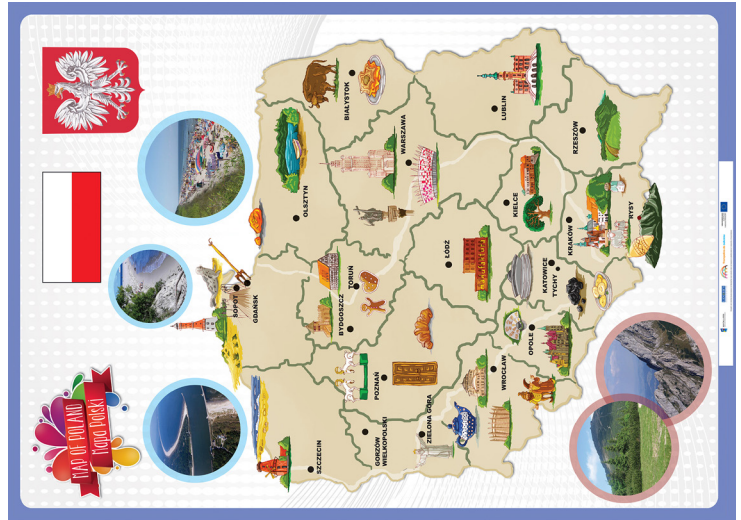 MAP OF POLAND
Mapa Polski
SOPOT
GDAŃSK
OLSZTYN
SZCZECIN
BYDGOSZCZ
BIAŁYSTOK
TORUŃ
POZNAŃ
GORZÓW
WIELKOPOLSKI
WARSZAWA
ZIELONA GÓRA
ŁÓDŹ
manufaktura
WROCŁAW
LUBLIN
KIELCE
OPOLE
KATOWICE
TYCHY
KRAKÓW
RZESZÓW
RYSY